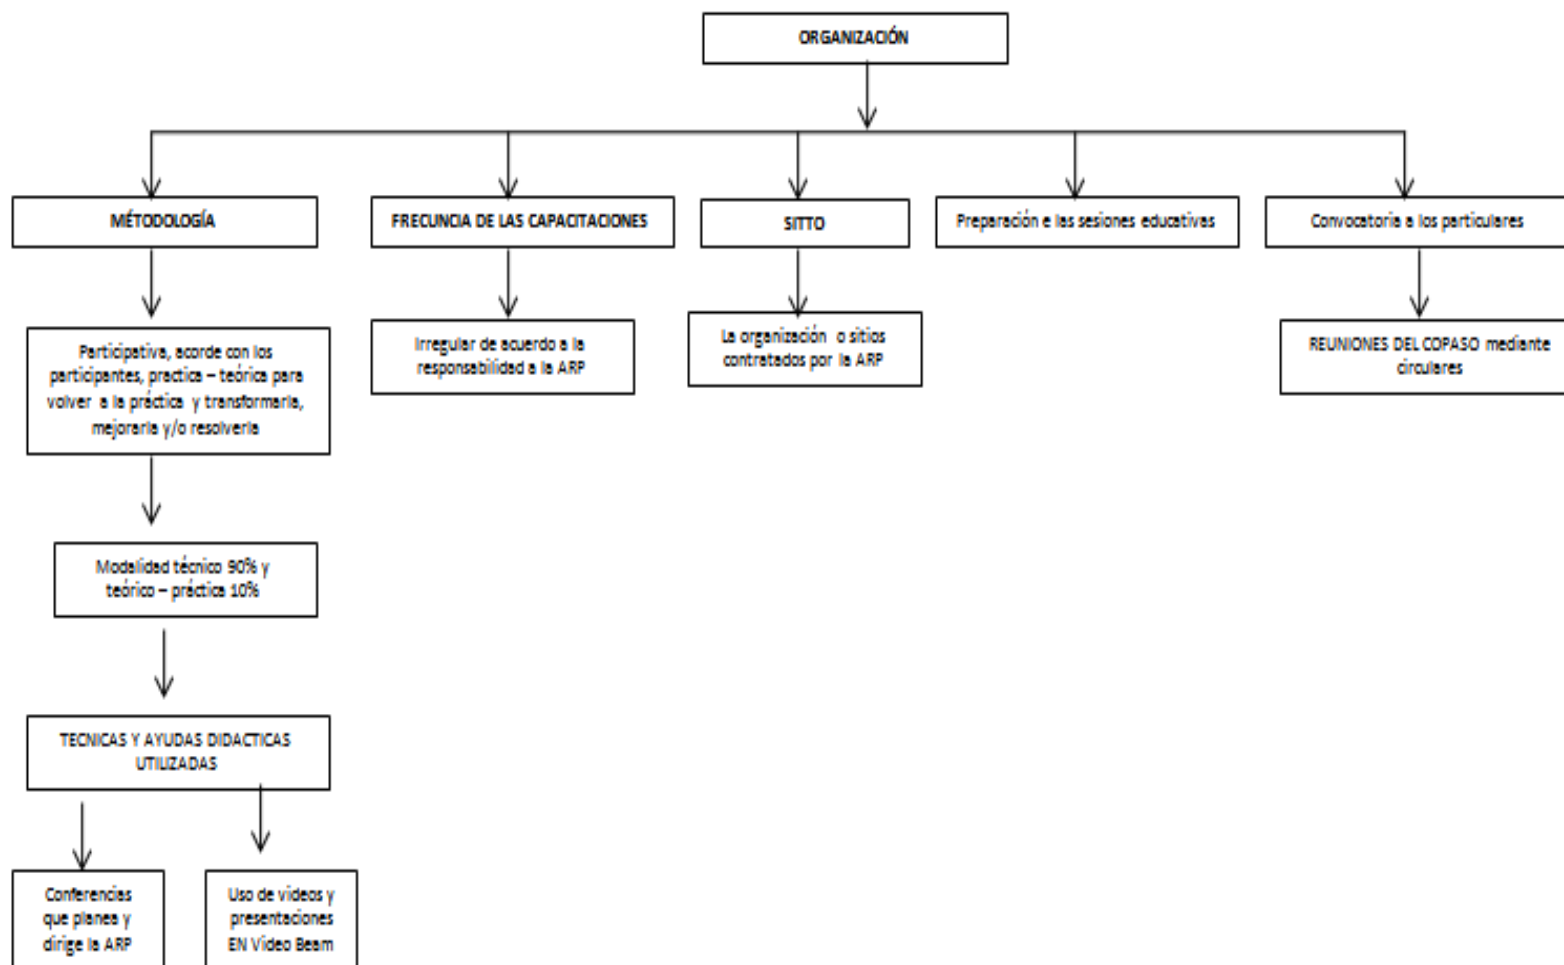 ORGANIZACIÓN
MÉTODOLOGÍA
FRECUNCIA DE LAS CAPACITACIONES
SITTO
Preparación e las sesiones educativas
Convocatoria a los particulares
Participativa, acorde con los
participantes, practica – teórica para
volver a la práctica y transformarla,
mejorarla y/o resolverla
Irregular de acuerdo a la
responsabilidad a la ARP
La organización o sitios
contratados por la ARP
REUNIONES DEL COPASO mediante
circulares
Modalidad técnico 90% y
teórico – práctica 10%
TECNICAS Y AYUDAS DIDACTICAS
UTILIZADAS
Conferencias
que planea y
dirige la ARP
Uso de videos y
presentaciones
EN Video Beam